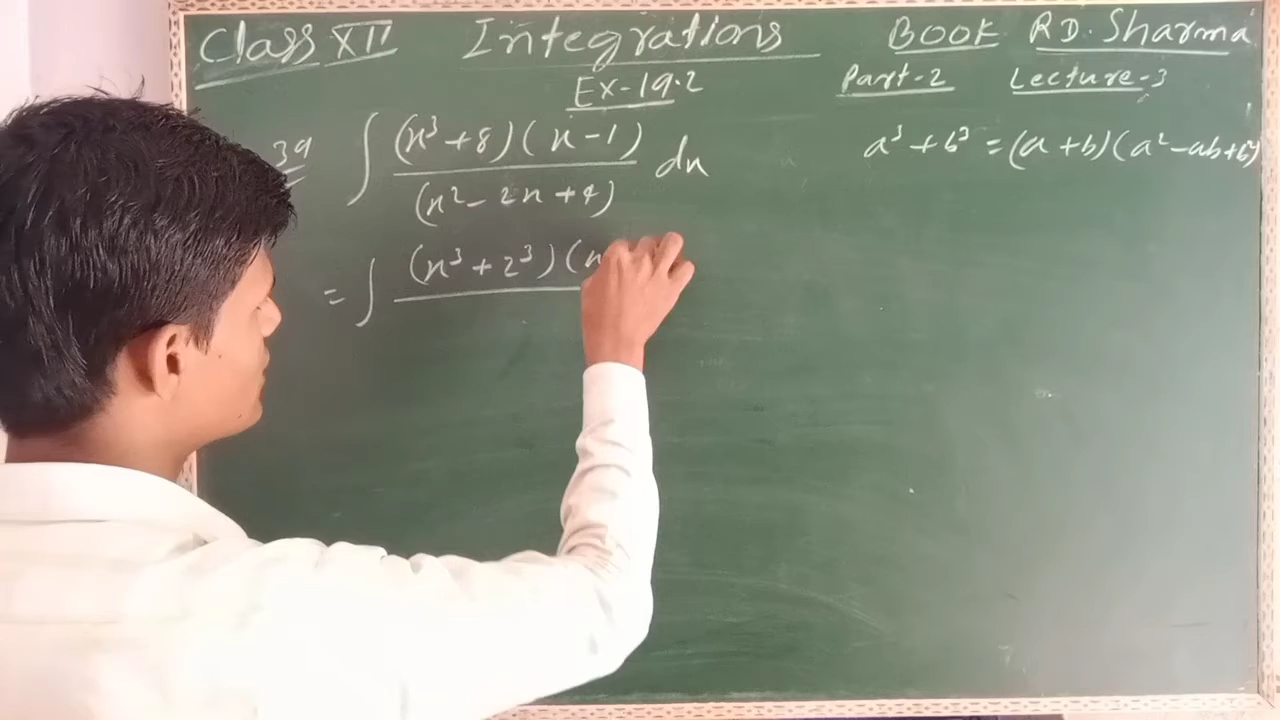 Class XII Integrations Book RD. Sharma
Ex-19.2 Part-2 Lecture-3
39 ∫ (x³+8)(x-1) / (x²-2x+4) dx
a³+b³=(a+b)(a²-ab+b²)
= ∫ (x³+2³)(x